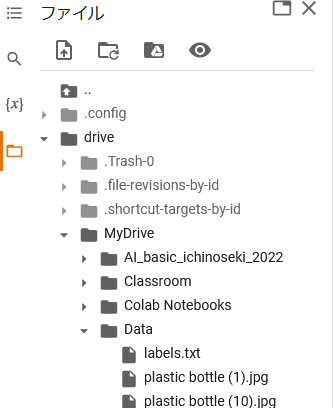 ファイル
{x}
..
.config
drive
.Trash-0
.file-revisions-by-id
.shortcut-targets-by-id
MyDrive
AI_basic_ichinoseki_2022
Classroom
Colab Notebooks
Data
labels.txt
plastic bottle (1).jpg
plastic bottle (10).jpg